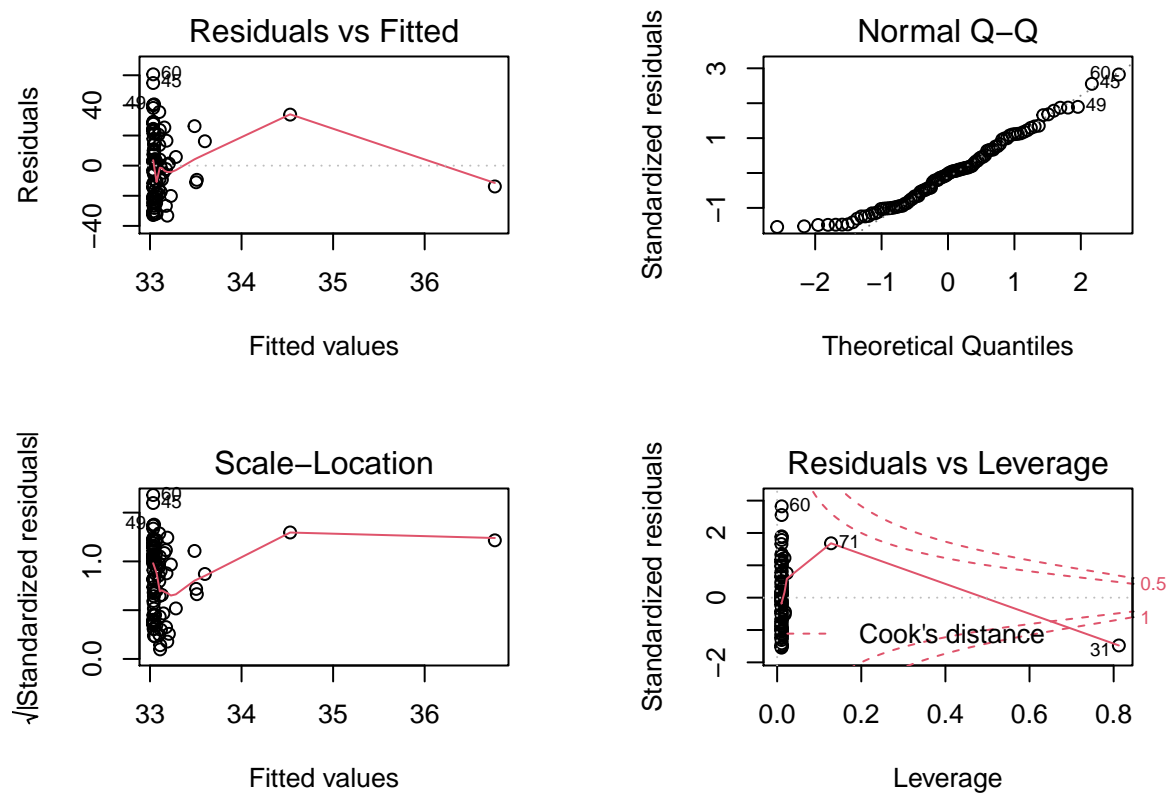 Residuals vs Fitted
Residuals
40
0
−40
60
45
49
33 34 35 36
Fitted values
Normal Q−Q
Standardized residuals
3
1
−1
60
45
49
−2 −1 0 1 2
Theoretical Quantiles
Scale−Location
√|Standardized residuals|
1.0
0.0
60
45
49
33 34 35 36
Fitted values
Residuals vs Leverage
Standardized residuals
2
0
−2
60
71
31
0.5
1
Cook's distance
0.0 0.2 0.4 0.6 0.8
Leverage